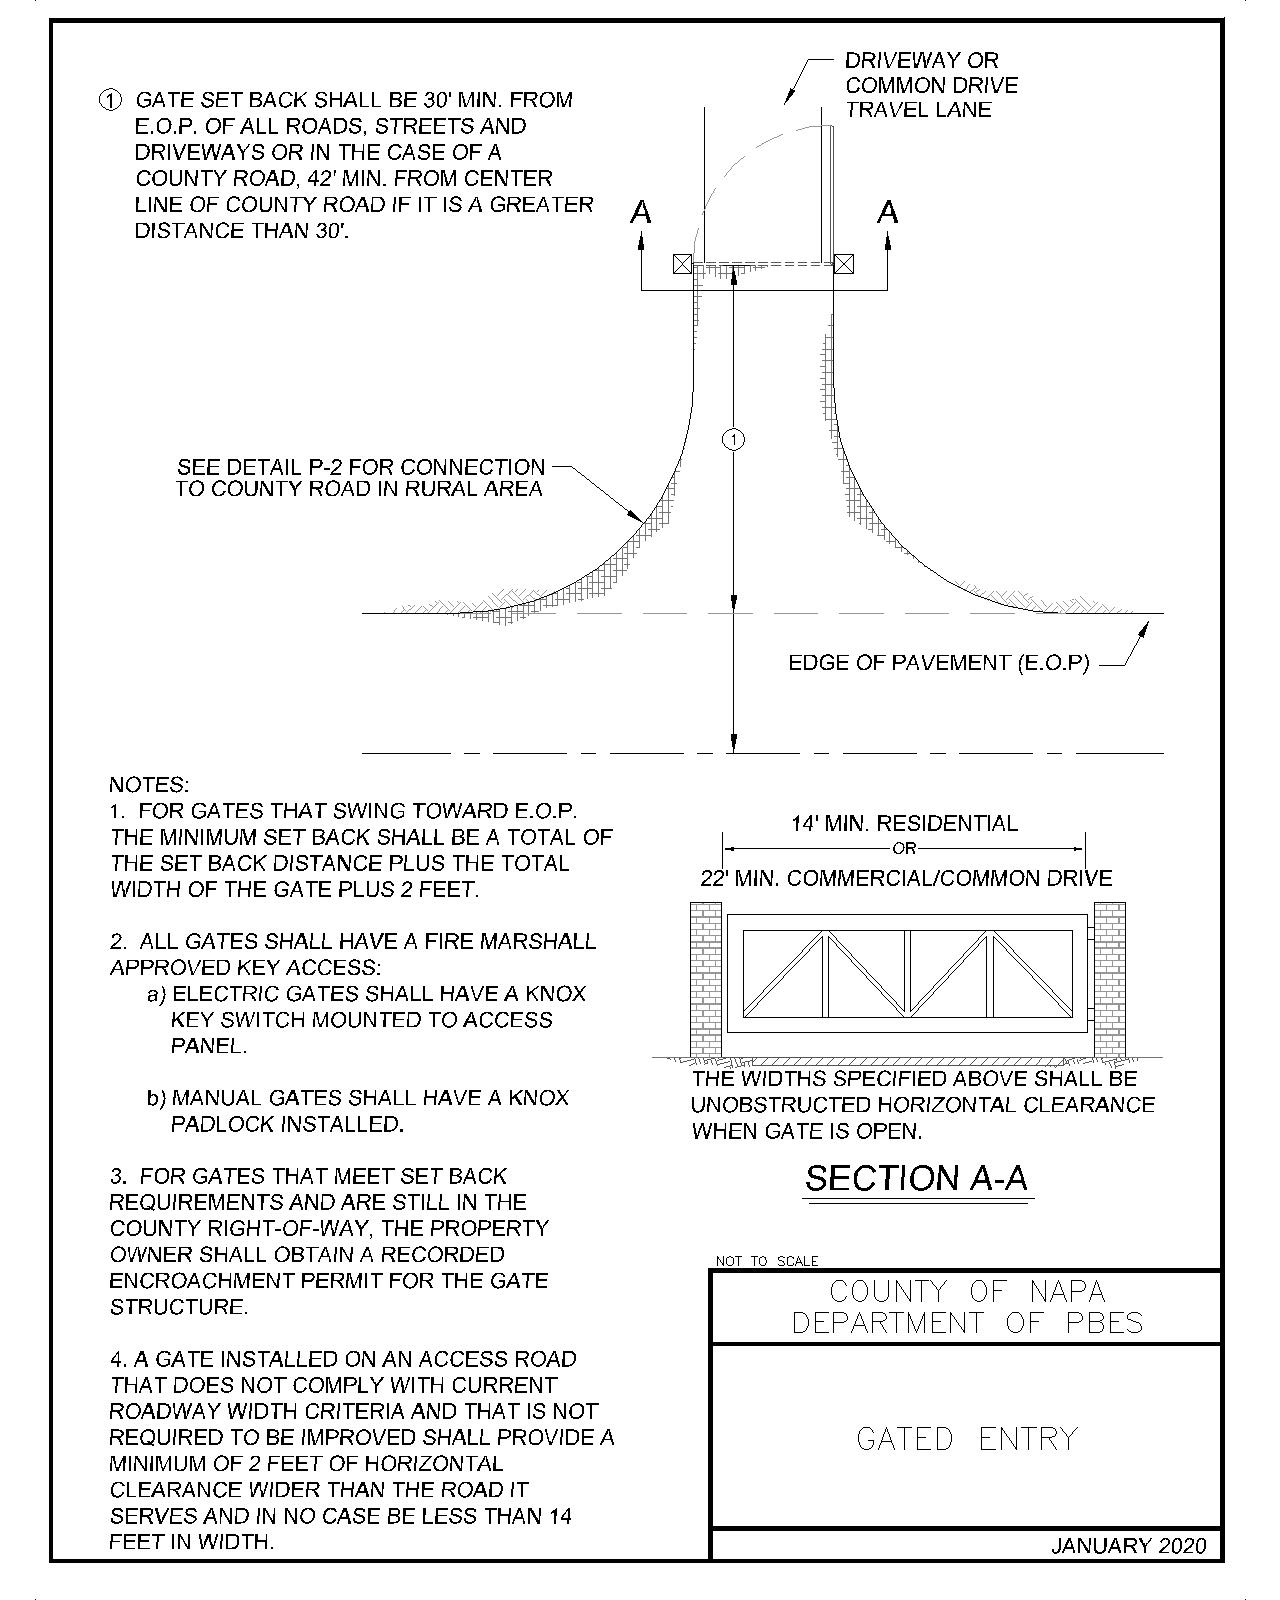 DRIVEWAY OR
COMMON DRIVE
TRAVEL LANE
1 GATE SET BACK SHALL BE 30' MIN. FROM
E.O.P. OF ALL ROADS, STREETS AND
DRIVEWAYS OR IN THE CASE OF A
COUNTY ROAD, 42' MIN. FROM CENTER
LINE OF COUNTY ROAD IF IT IS A GREATER
DISTANCE THAN 30'.
A A
1
SEE DETAIL P-2 FOR CONNECTION
TO COUNTY ROAD IN RURAL AREA
EDGE OF PAVEMENT (E.O.P)
NOTES:
1. FOR GATES THAT SWING TOWARD E.O.P.
THE MINIMUM SET BACK SHALL BE A TOTAL OF
THE SET BACK DISTANCE PLUS THE TOTAL
WIDTH OF THE GATE PLUS 2 FEET.
2. ALL GATES SHALL HAVE A FIRE MARSHALL
APPROVED KEY ACCESS:
a) ELECTRIC GATES SHALL HAVE A KNOX
KEY SWITCH MOUNTED TO ACCESS
PANEL.
b) MANUAL GATES SHALL HAVE A KNOX
PADLOCK INSTALLED.
3. FOR GATES THAT MEET SET BACK
REQUIREMENTS AND ARE STILL IN THE
COUNTY RIGHT-OF-WAY, THE PROPERTY
OWNER SHALL OBTAIN A RECORDED
ENCROACHMENT PERMIT FOR THE GATE
STRUCTURE.
4. A GATE INSTALLED ON AN ACCESS ROAD
THAT DOES NOT COMPLY WITH CURRENT
ROADWAY WIDTH CRITERIA AND THAT IS NOT
REQUIRED TO BE IMPROVED SHALL PROVIDE A
MINIMUM OF 2 FEET OF HORIZONTAL
CLEARANCE WIDER THAN THE ROAD IT
SERVES AND IN NO CASE BE LESS THAN 14
FEET IN WIDTH.
14' MIN. RESIDENTIAL
OR
22' MIN. COMMERCIAL/COMMON DRIVE
THE WIDTHS SPECIFIED ABOVE SHALL BE
UNOBSTRUCTED HORIZONTAL CLEARANCE
WHEN GATE IS OPEN.
SECTION A-A
NOT TO SCALE
COUNTY OF NAPA
DEPARTMENT OF PBES
GATED ENTRY
JANUARY 2020